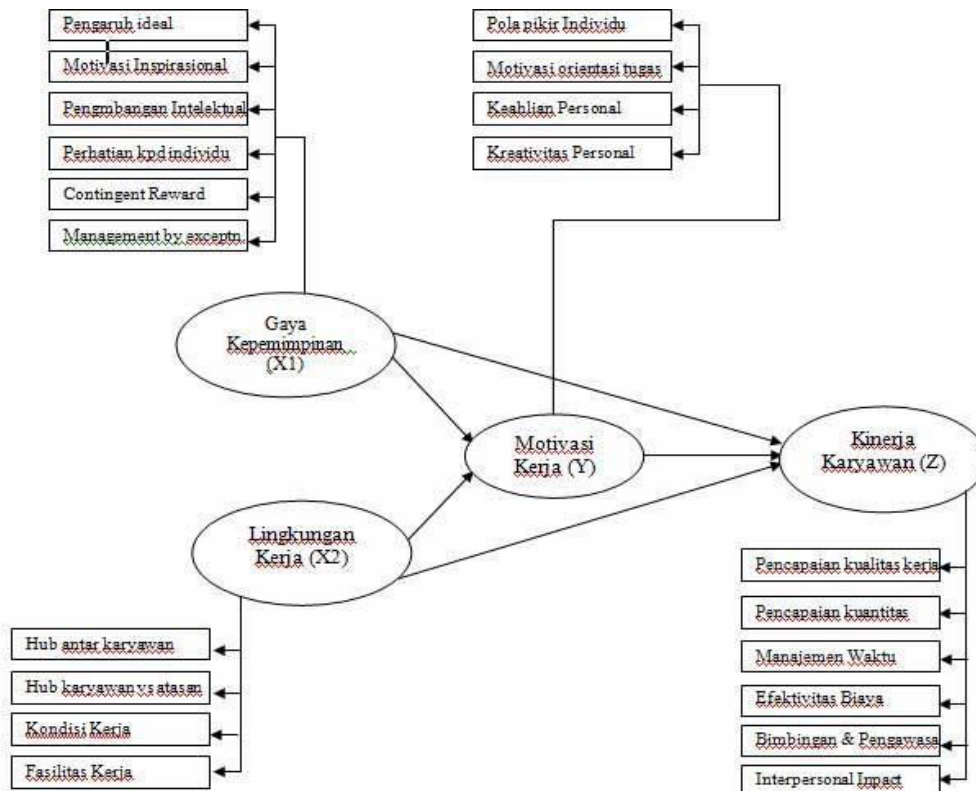 Pengaruh ideal
Motivasi Inspirasional
Pengmbangan Intelektual
Perhatian kpd individu
Contingent Reward
Management by exceptn.
Pola pikir Individu
Motivasi orientasi tugas
Keahlian Personal
Kreativitas Personal
Gaya
Kepemimpinan
(X1)
Motivasi
Kerja (Y)
Kinerja
Karyawan (Z)
Lingkungan
Kerja (X2)
Hub antar karyawan
Hub karyawan vs atasan
Kondisi Kerja
Fasilitas Kerja
Pencapaian kualitas kerja
Pencapaian kuantitas
Manajemen Waktu
Efektivitas Biaya
Bimbingan & Pengawasa
Interpersonal Inpact